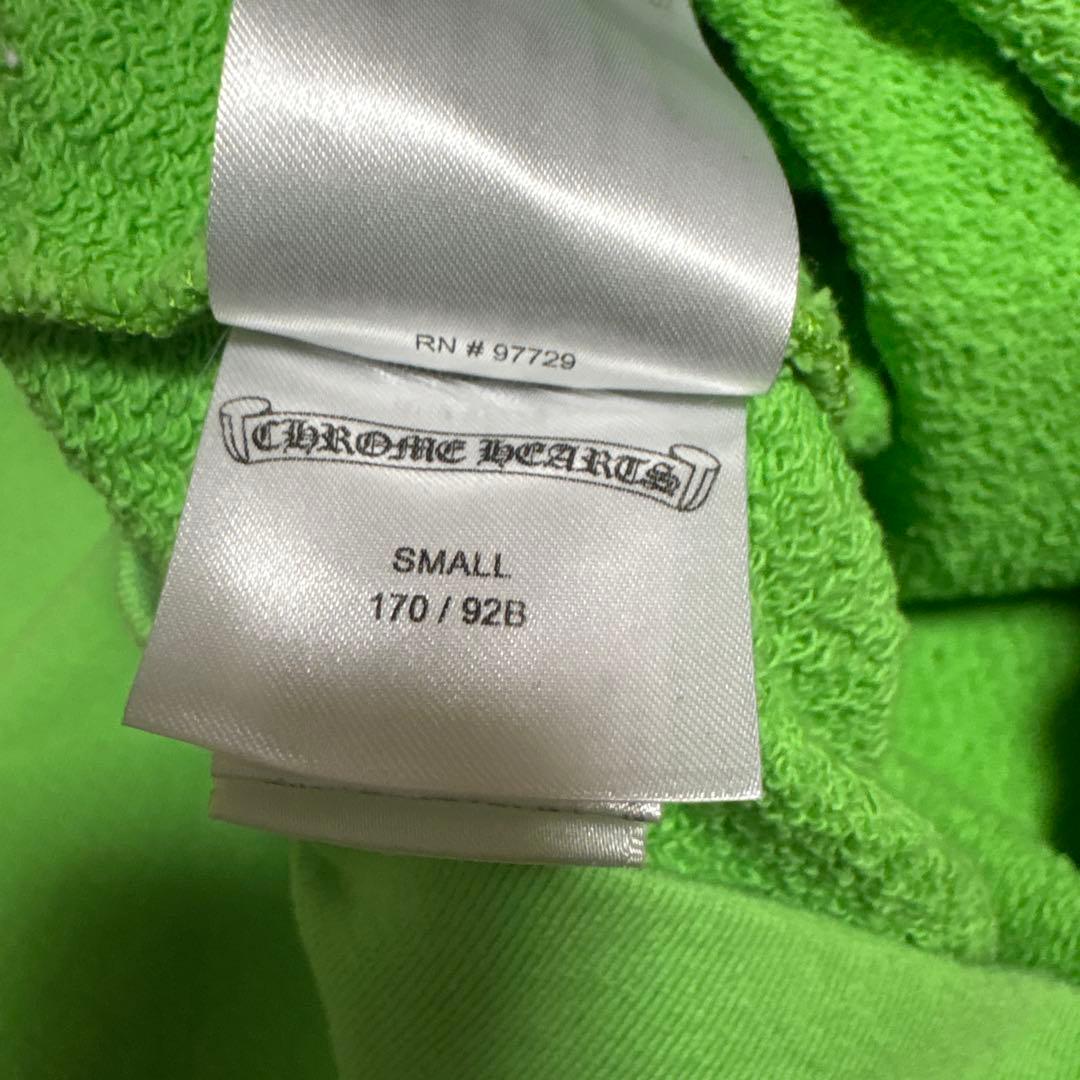 RN # 97729
CHROME HEARTS
SMALL
170 / 92B